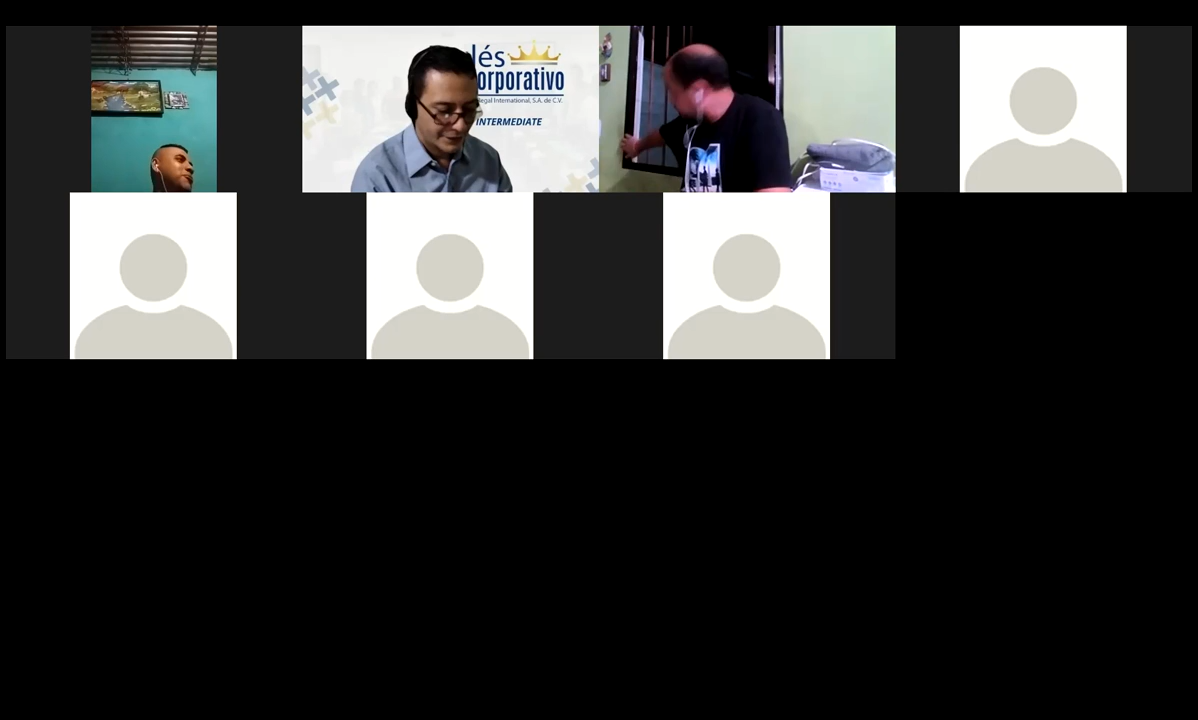 lés
orporativo
legal International, S.A. de C.V.
INTERMEDIATE